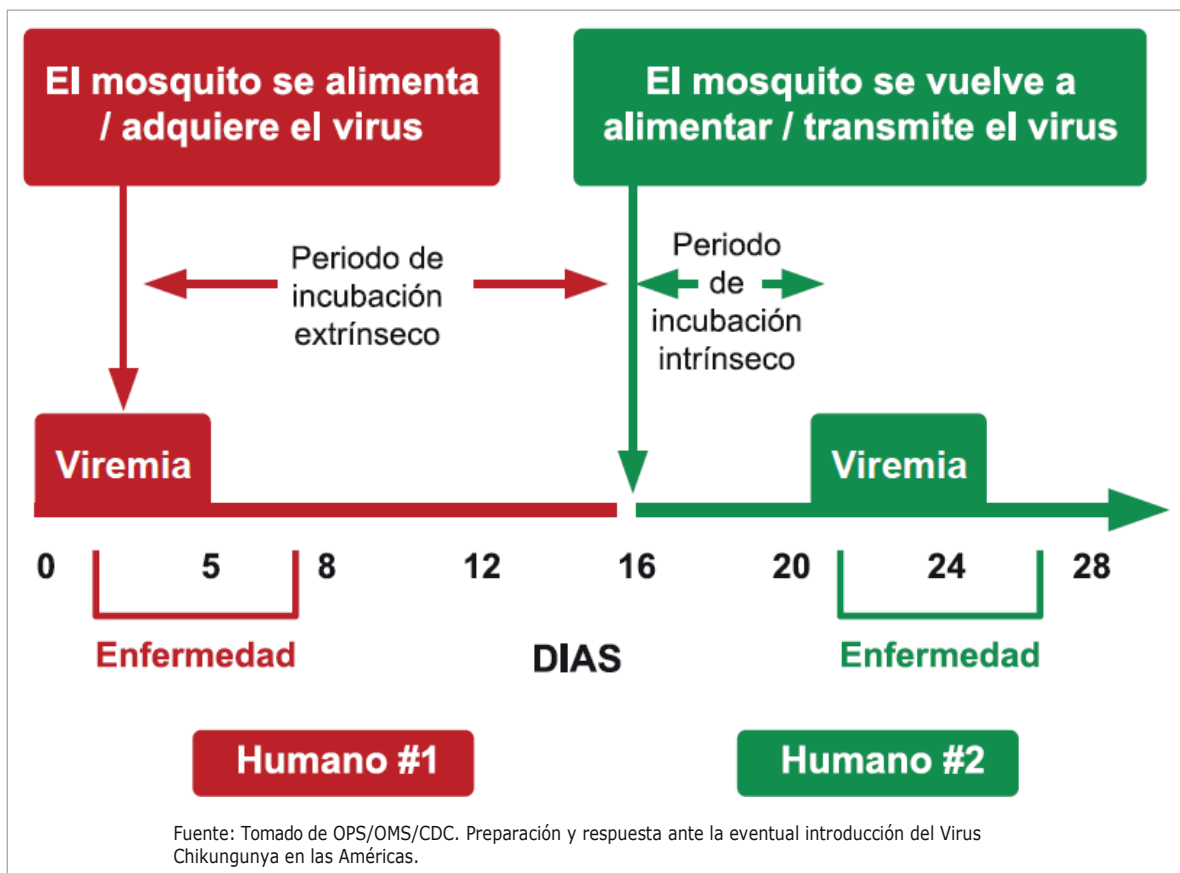 El mosquito se alimenta
/ adquiere el virus
El mosquito se vuelve a
alimentar / transmite el virus
Periodo de
incubación
extrínseco
Periodo
de
incubación
intrínseco
Viremia
Viremia
0 5 8 12 16 20 24 28
Enfermedad
DIAS
Enfermedad
Humano #1
Humano #2
Fuente: Tomado de OPS/OMS/CDC. Preparación y respuesta ante la eventual introducción del Virus
Chikungunya en las Américas.